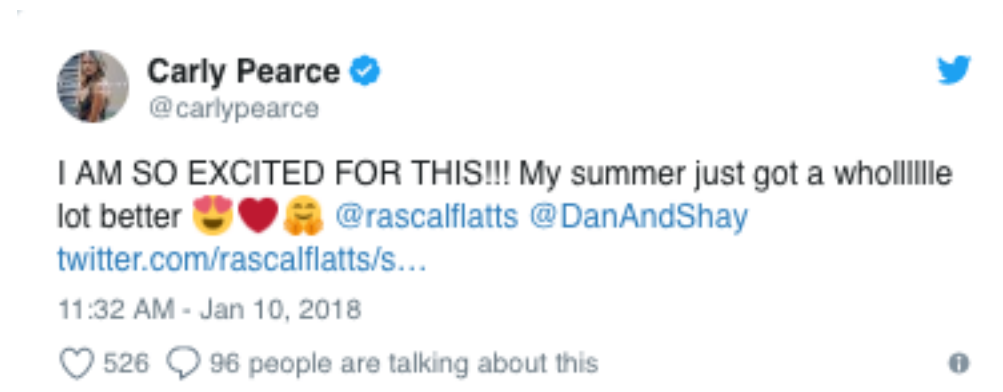 Carly Pearce
@carlypearce
I AM SO EXCITED FOR THIS!!! My summer just got a whollllllle
lot better 😍❤️🤗 @rascalflatts @DanAndShay
twitter.com/rascalflatts/s…
11:32 AM - Jan 10, 2018
526 96 people are talking about this